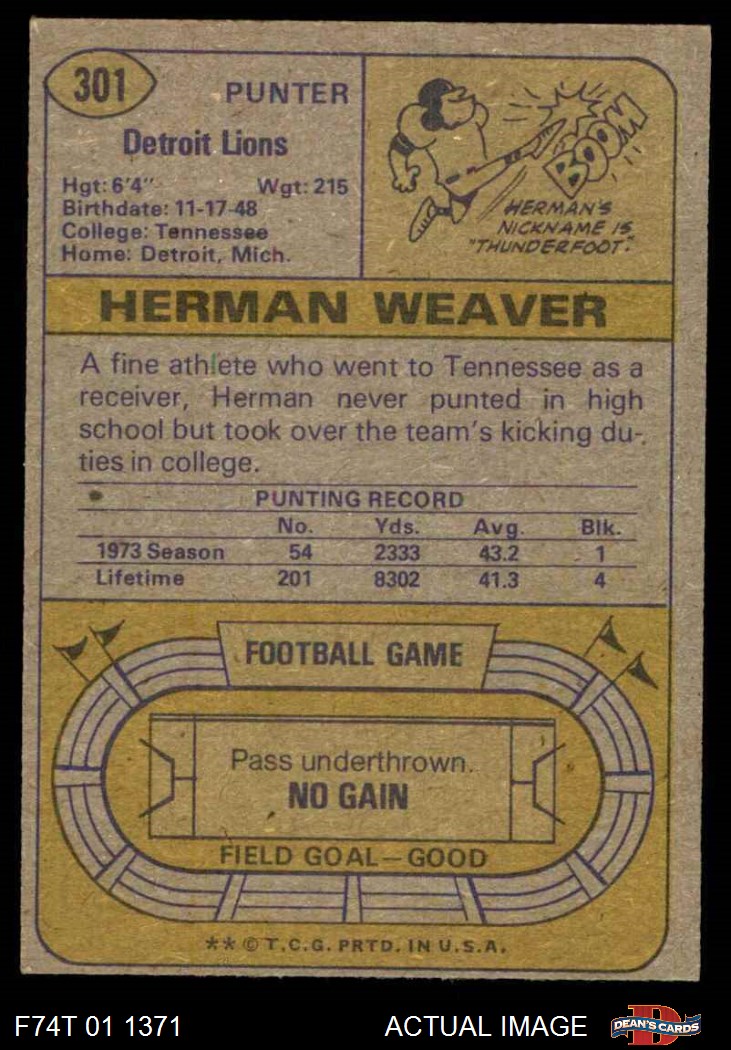 301
PUNTER
Detroit Lions
Hgt: 6'4" Wgt: 215
Birthdate: 11-17-48
College: Tennessee
Home: Detroit, Mich.
BOOM
HERMAN'S
NICKNAME IS
"THUNDERFOOT."
HERMAN WEAVER
A fine athlete who went to Tennessee as a
receiver, Herman never punted in high
school but took over the team's kicking du-
ties in college.
PUNTING RECORD
No. Yds. Avg. Blk.
1973 Season 54 2333 43.2 1
Lifetime 201 8302 41.3 4
FOOTBALL GAME
Pass underthrown.
NO GAIN
FIELD GOAL—GOOD
** © T.C.G. PRTD. IN U.S.A.
F74T 01 1371 ACTUAL IMAGE
D
DEAN'S CARDS